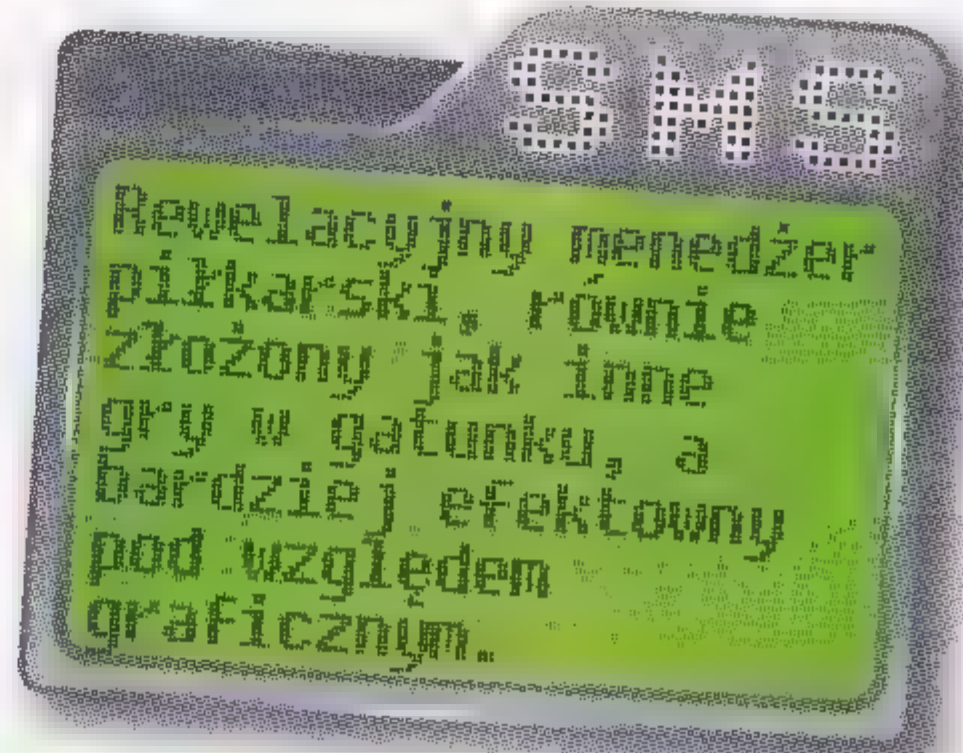 SMS
Rewelacyjny menedżer
piłkarski, równie
złożony jak inne
gry w gatunku, a
bardziej efektowny
pod względem
graficznym.